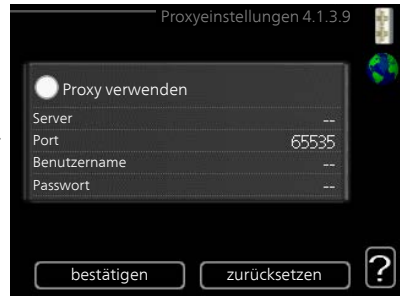 Proxyeinstellungen 4.1.3.9
Proxy verwenden
Server --
Port 65535
Benutzername --
Passwort --
bestätigen zurücksetzen ?